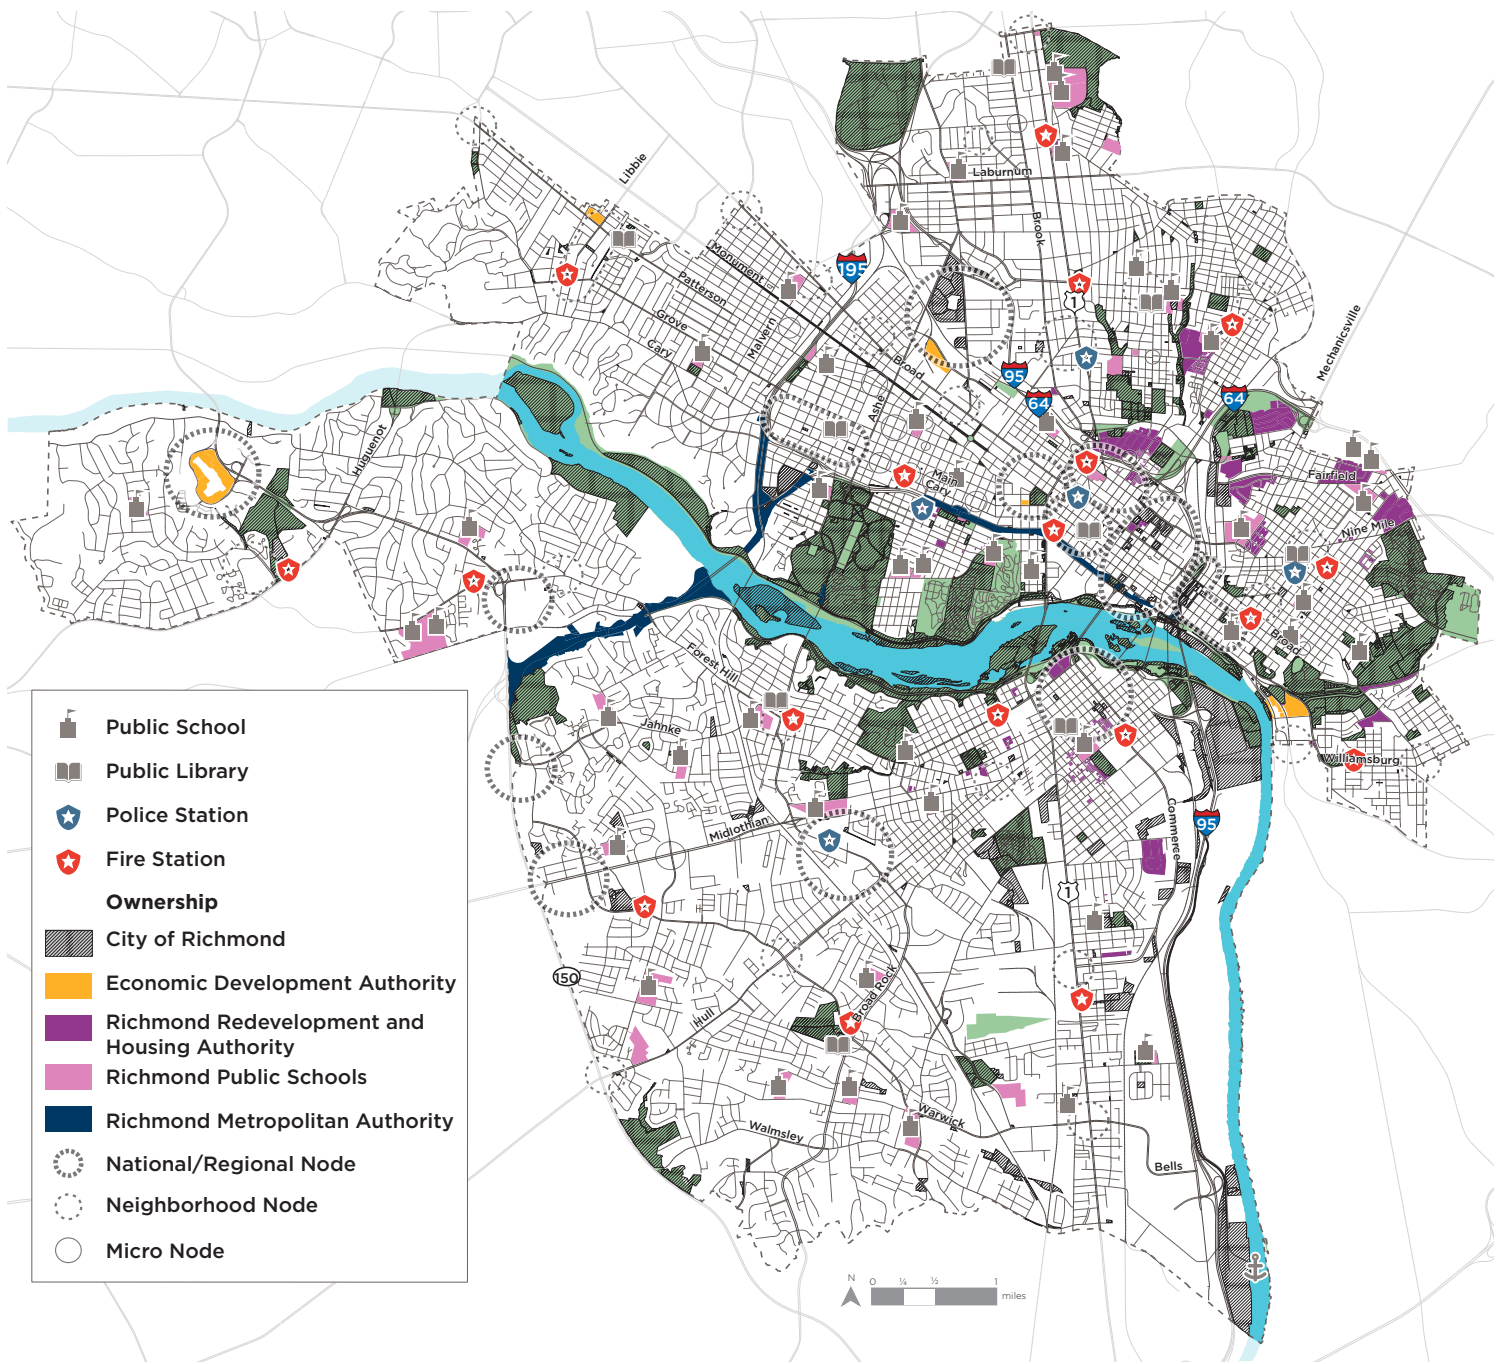 Libbie
Laburnum
Brook
195
Monument
Patterson
Grove
Cary
Malvern
1
Mechanicsville
Broad
95
64
64
Ashe
Huguenot
Main
Cary
Fairfield
Nine Mile
Broad
Forest Hill
Jahnke
Williamsburg
Midlothian
Commerce
95
1
150
Broad Rock
Hull
Warwick
Walmsley
Bells
Public School
Public Library
Police Station
Fire Station
Ownership
City of Richmond
Economic Development Authority
Richmond Redevelopment and
Housing Authority
Richmond Public Schools
Richmond Metropolitan Authority
National/Regional Node
Neighborhood Node
Micro Node
N
0 ¼ ½ 1
miles